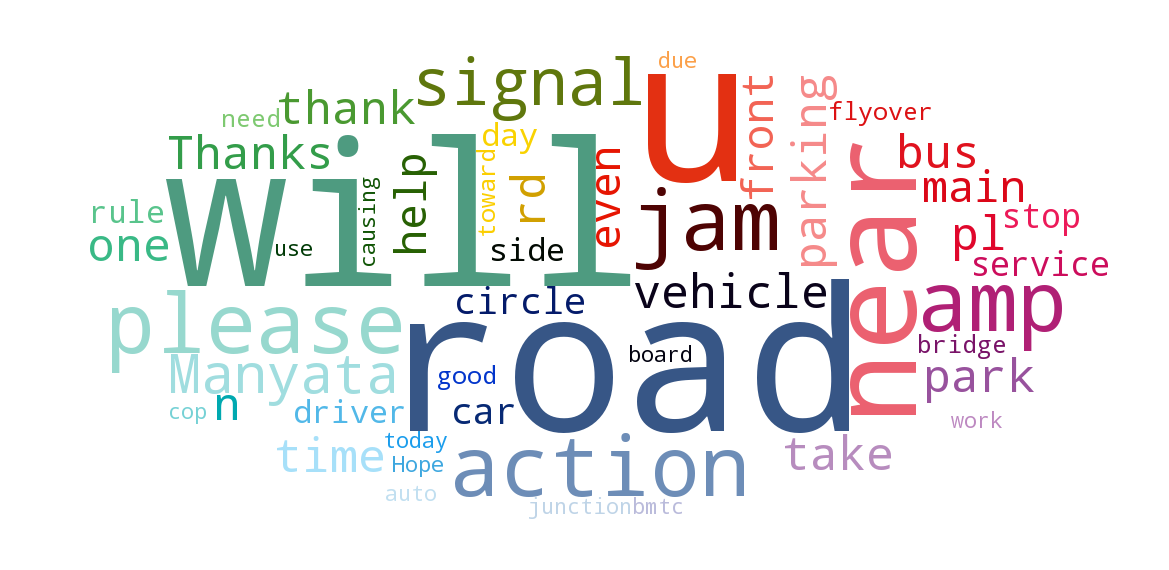 due
signal
u
thank
need
front
parking
flyover
Thanks
will
day
toward
help
rd
even
near
bus
main
rule
one
use
causing
side
jam
pl
stop
service
please
circle
vehicle
amp
road
board
bridge
Manyata
good
park
cop
n
driver
car
work
time
today
Hope
action
take
auto
junction
bmtc